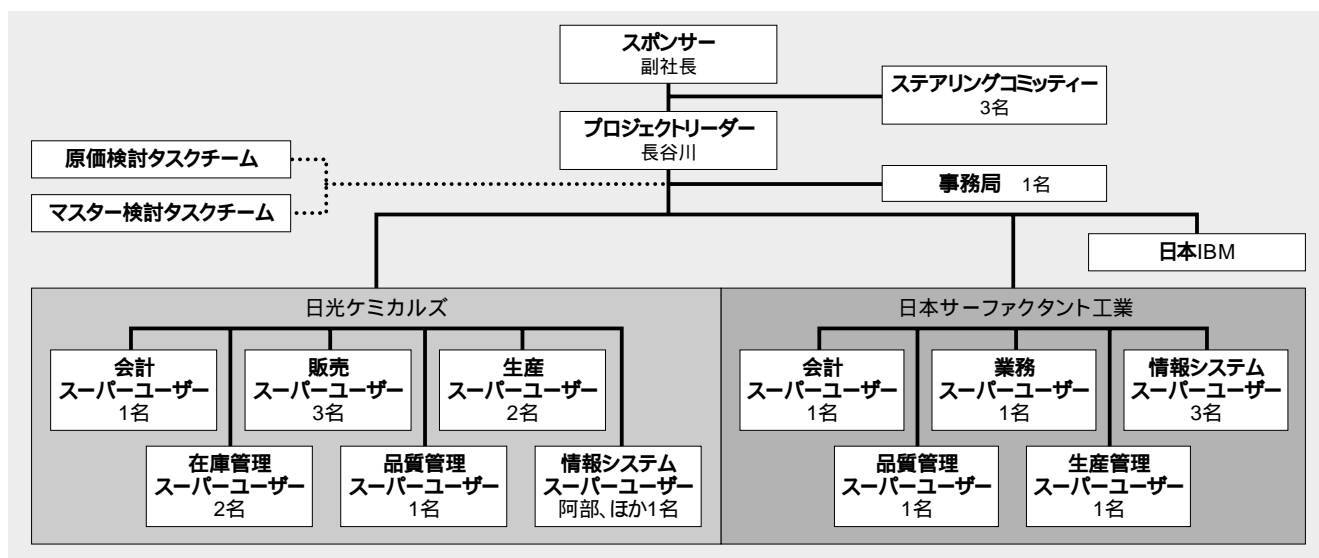 スポンサー
副社長
ステアリングコミッティー
3名
プロジェクトリーダー
長谷川
原価検討タスクチーム
事務局 1名
マスター検討タスクチーム
日本IBM
日光ケミカルズ
会計
スーパーユーザー
1名
販売
スーパーユーザー
3名
生産
スーパーユーザー
2名
在庫管理
スーパーユーザー
2名
品質管理
スーパーユーザー
1名
情報システム
スーパーユーザー
阿部、ほか1名
日本サーファクタント工業
会計
スーパーユーザー
1名
業務
スーパーユーザー
1名
情報システム
スーパーユーザー
3名
品質管理
スーパーユーザー
1名
生産管理
スーパーユーザー
1名